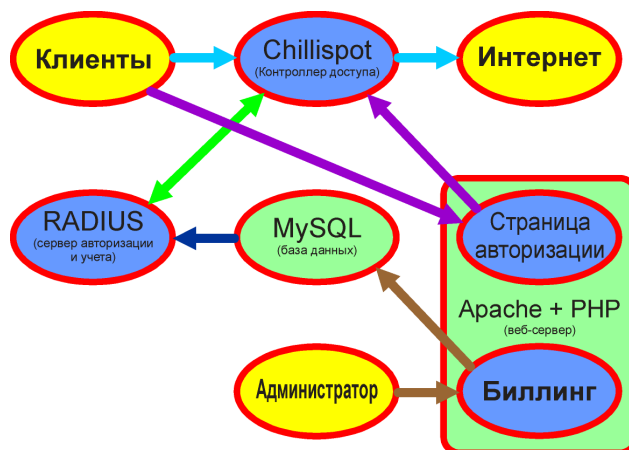 Клиенты
Chillispot
(Контроллер доступа)
Интернет
RADIUS
(сервер авторизации
и учета)
MySQL
(база данных)
Страница
авторизации
Apache + PHP
(веб-сервер)
Администратор
Биллинг